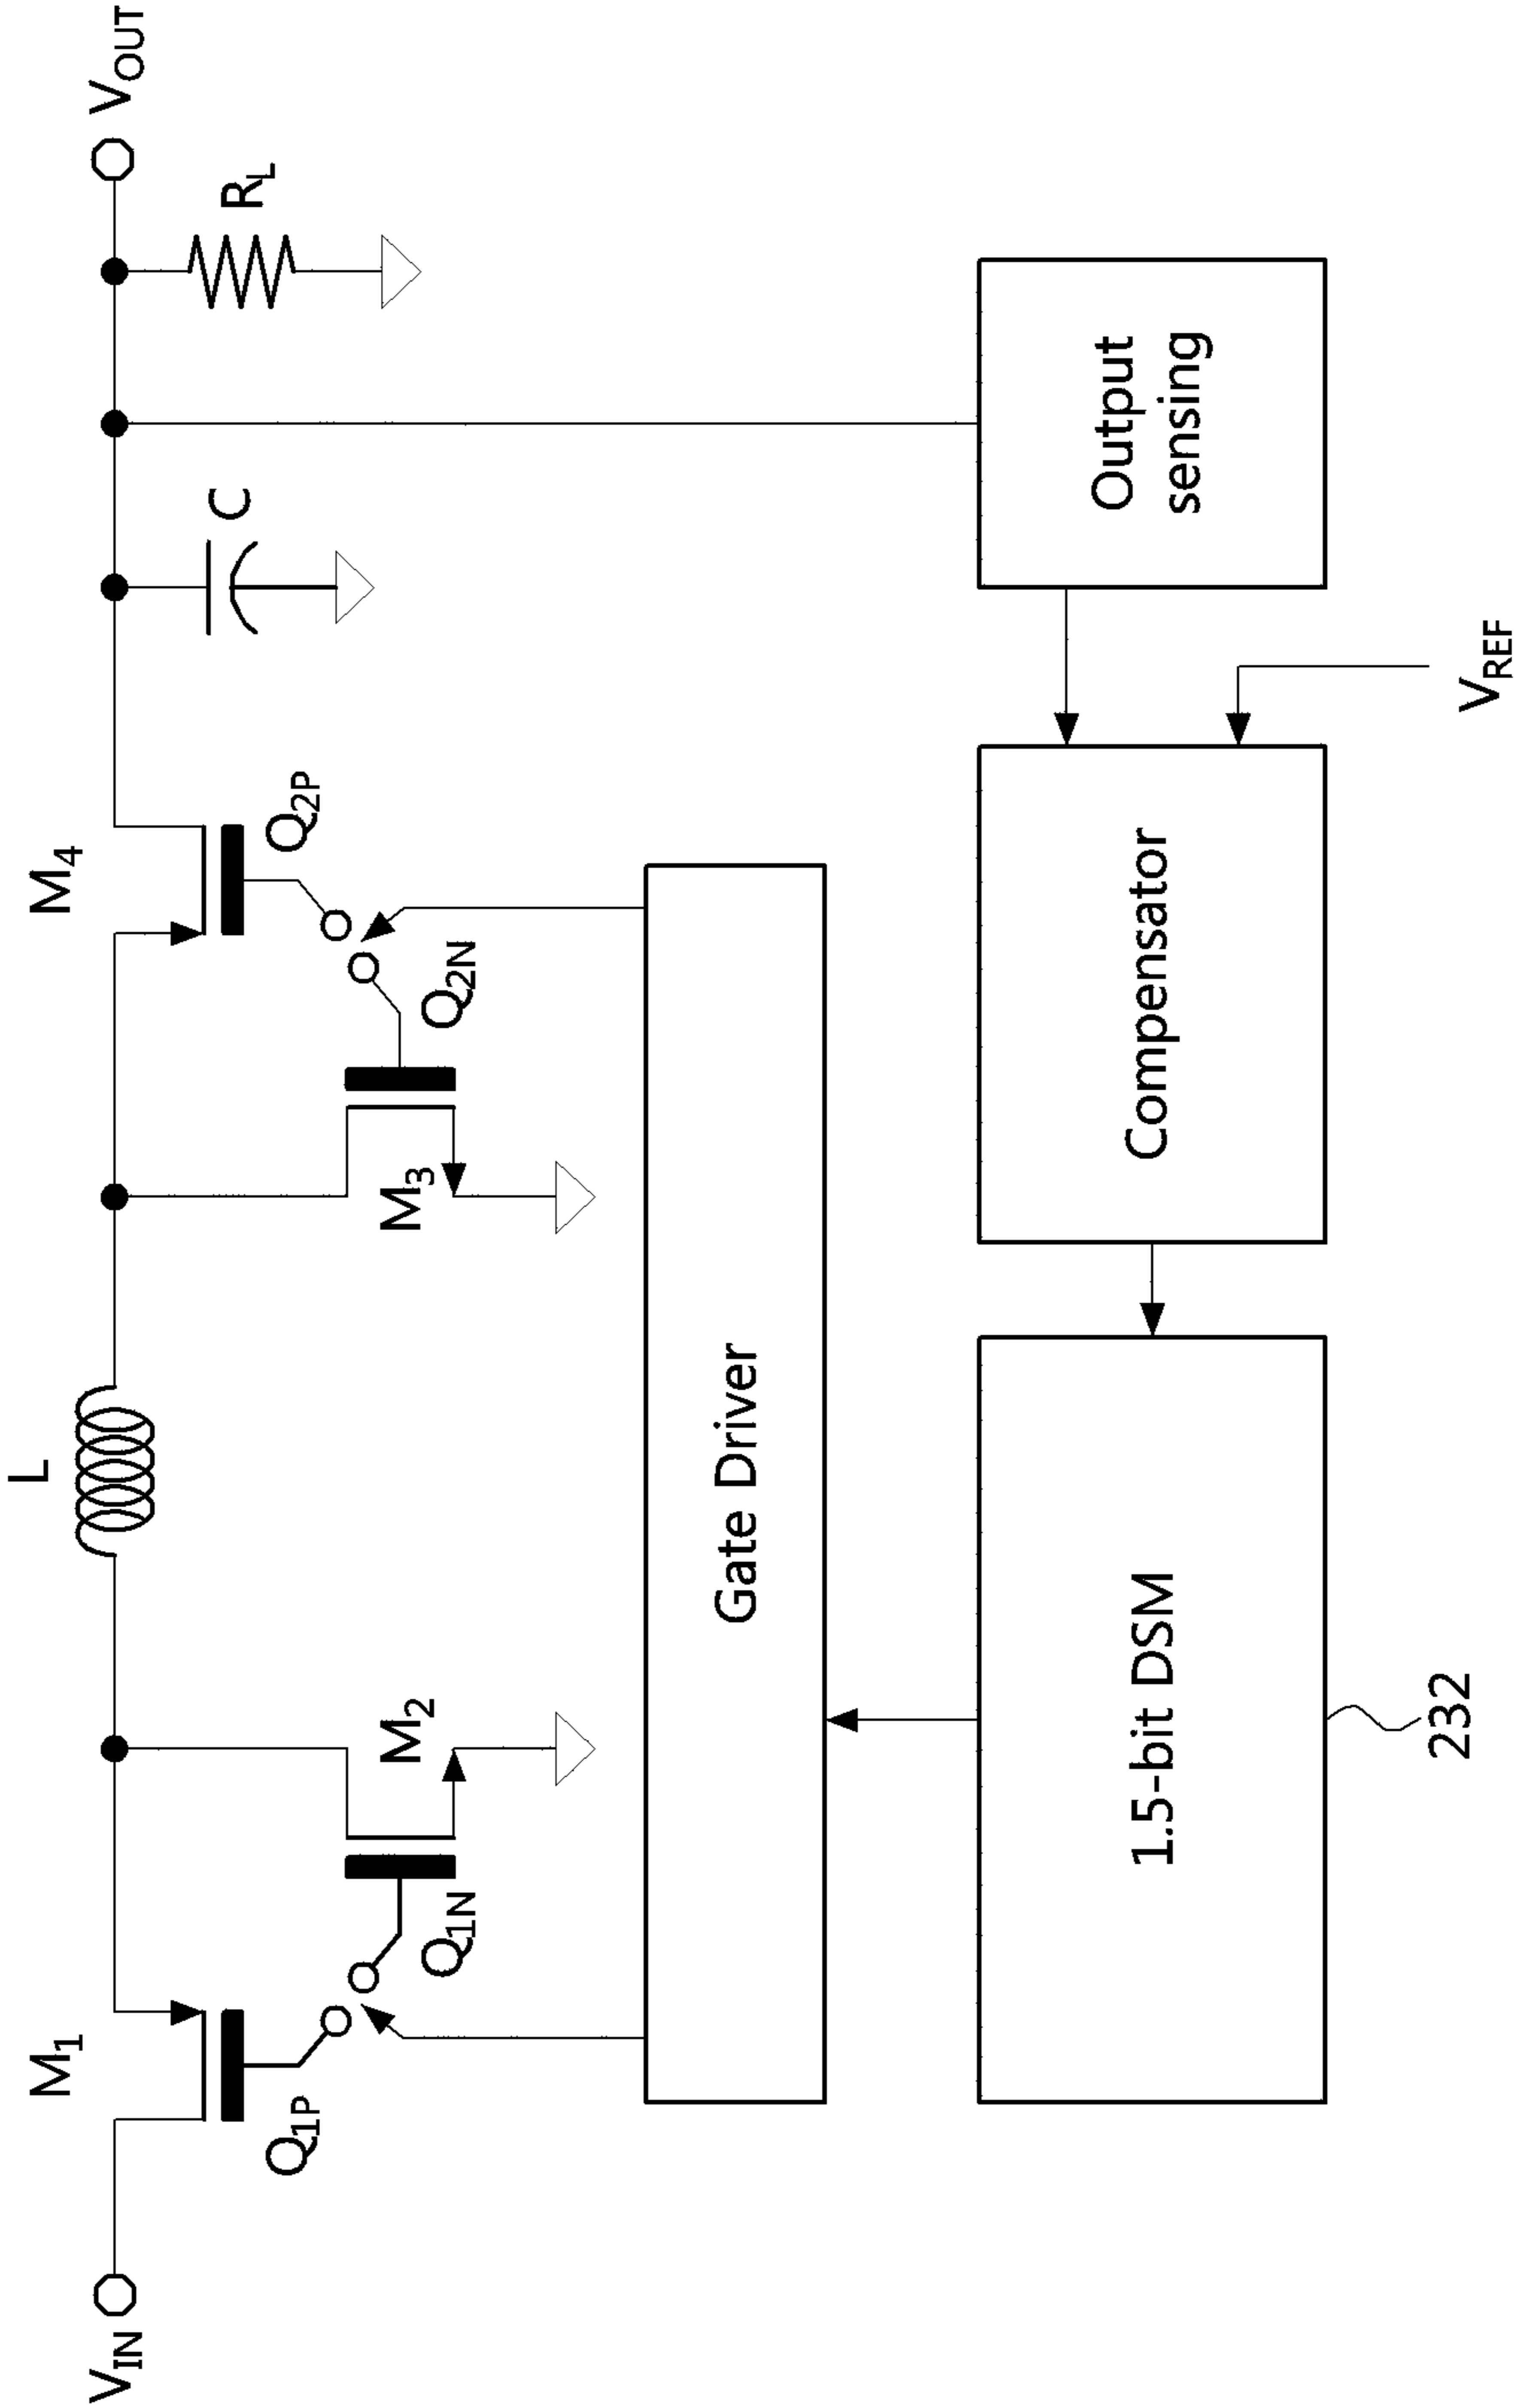 L
M1
M4
VIN
VOUT
Q1P
Q2P
C
RL
M2
M3
Q1N
Q2N
Gate Driver
1.5-bit DSM
Compensator
Output
sensing
232
VREF